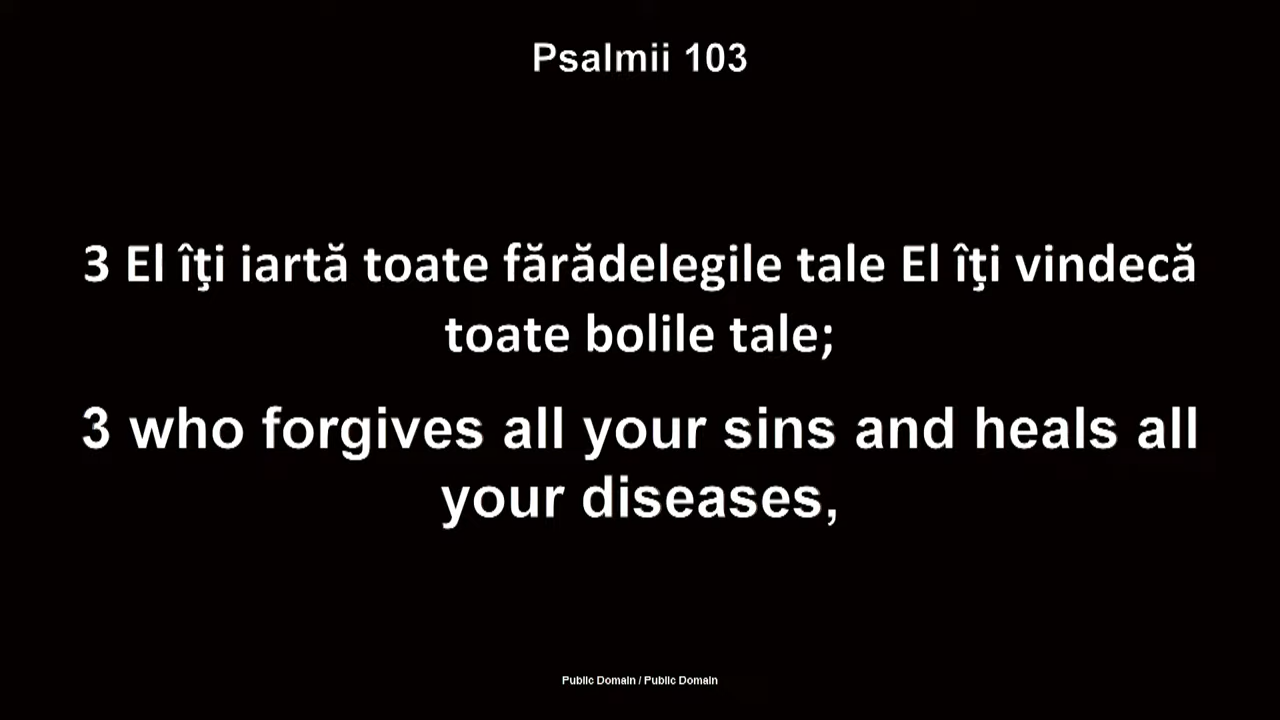 Psalmii 103
3 El îţi iartă toate fărădelegile tale El îţi vindecă
toate bolile tale;
3 who forgives all your sins and heals all
your diseases,
Public Domain / Public Domain